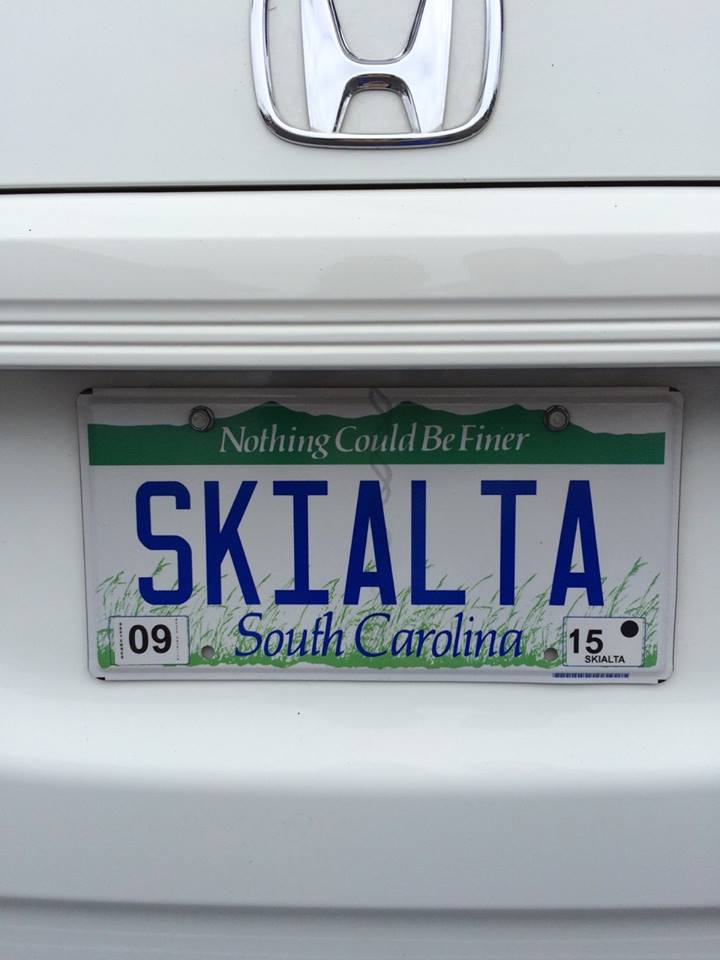 Nothing Could Be Finer
SKIALTA
09
South Carolina
15
SKIALTA